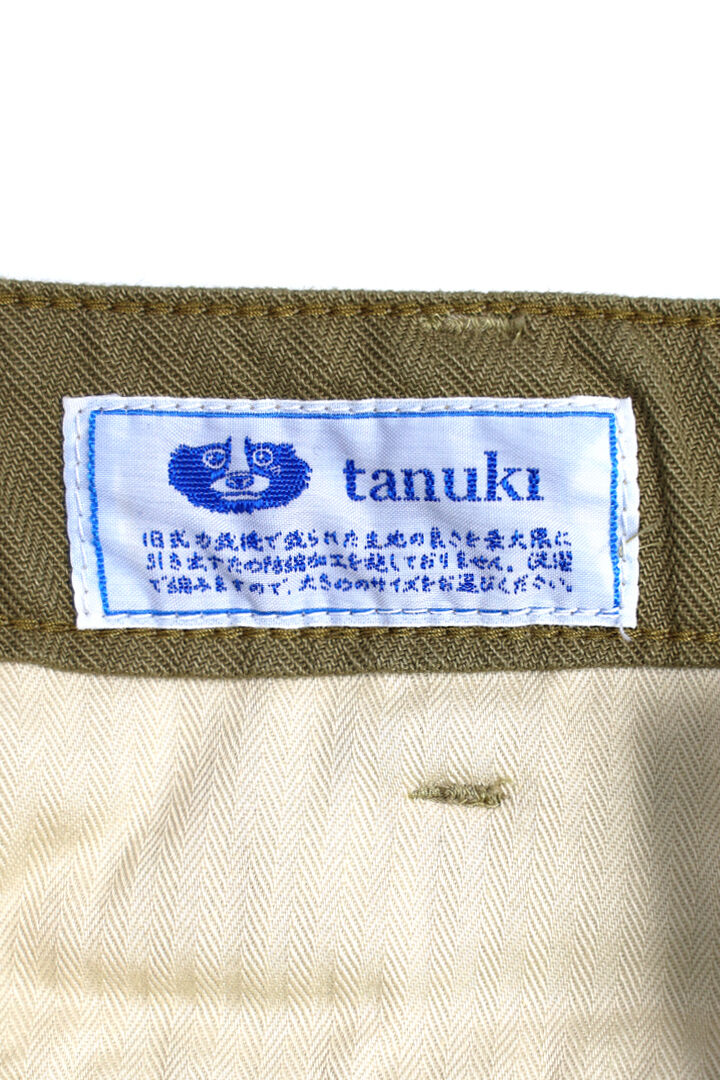 tanuki
旧式の織機で織られた生地の良さを最大限に
引き出すため防縮加工を施しておりません。洗濯
で縮みますので、大きめのサイズをお選びください。